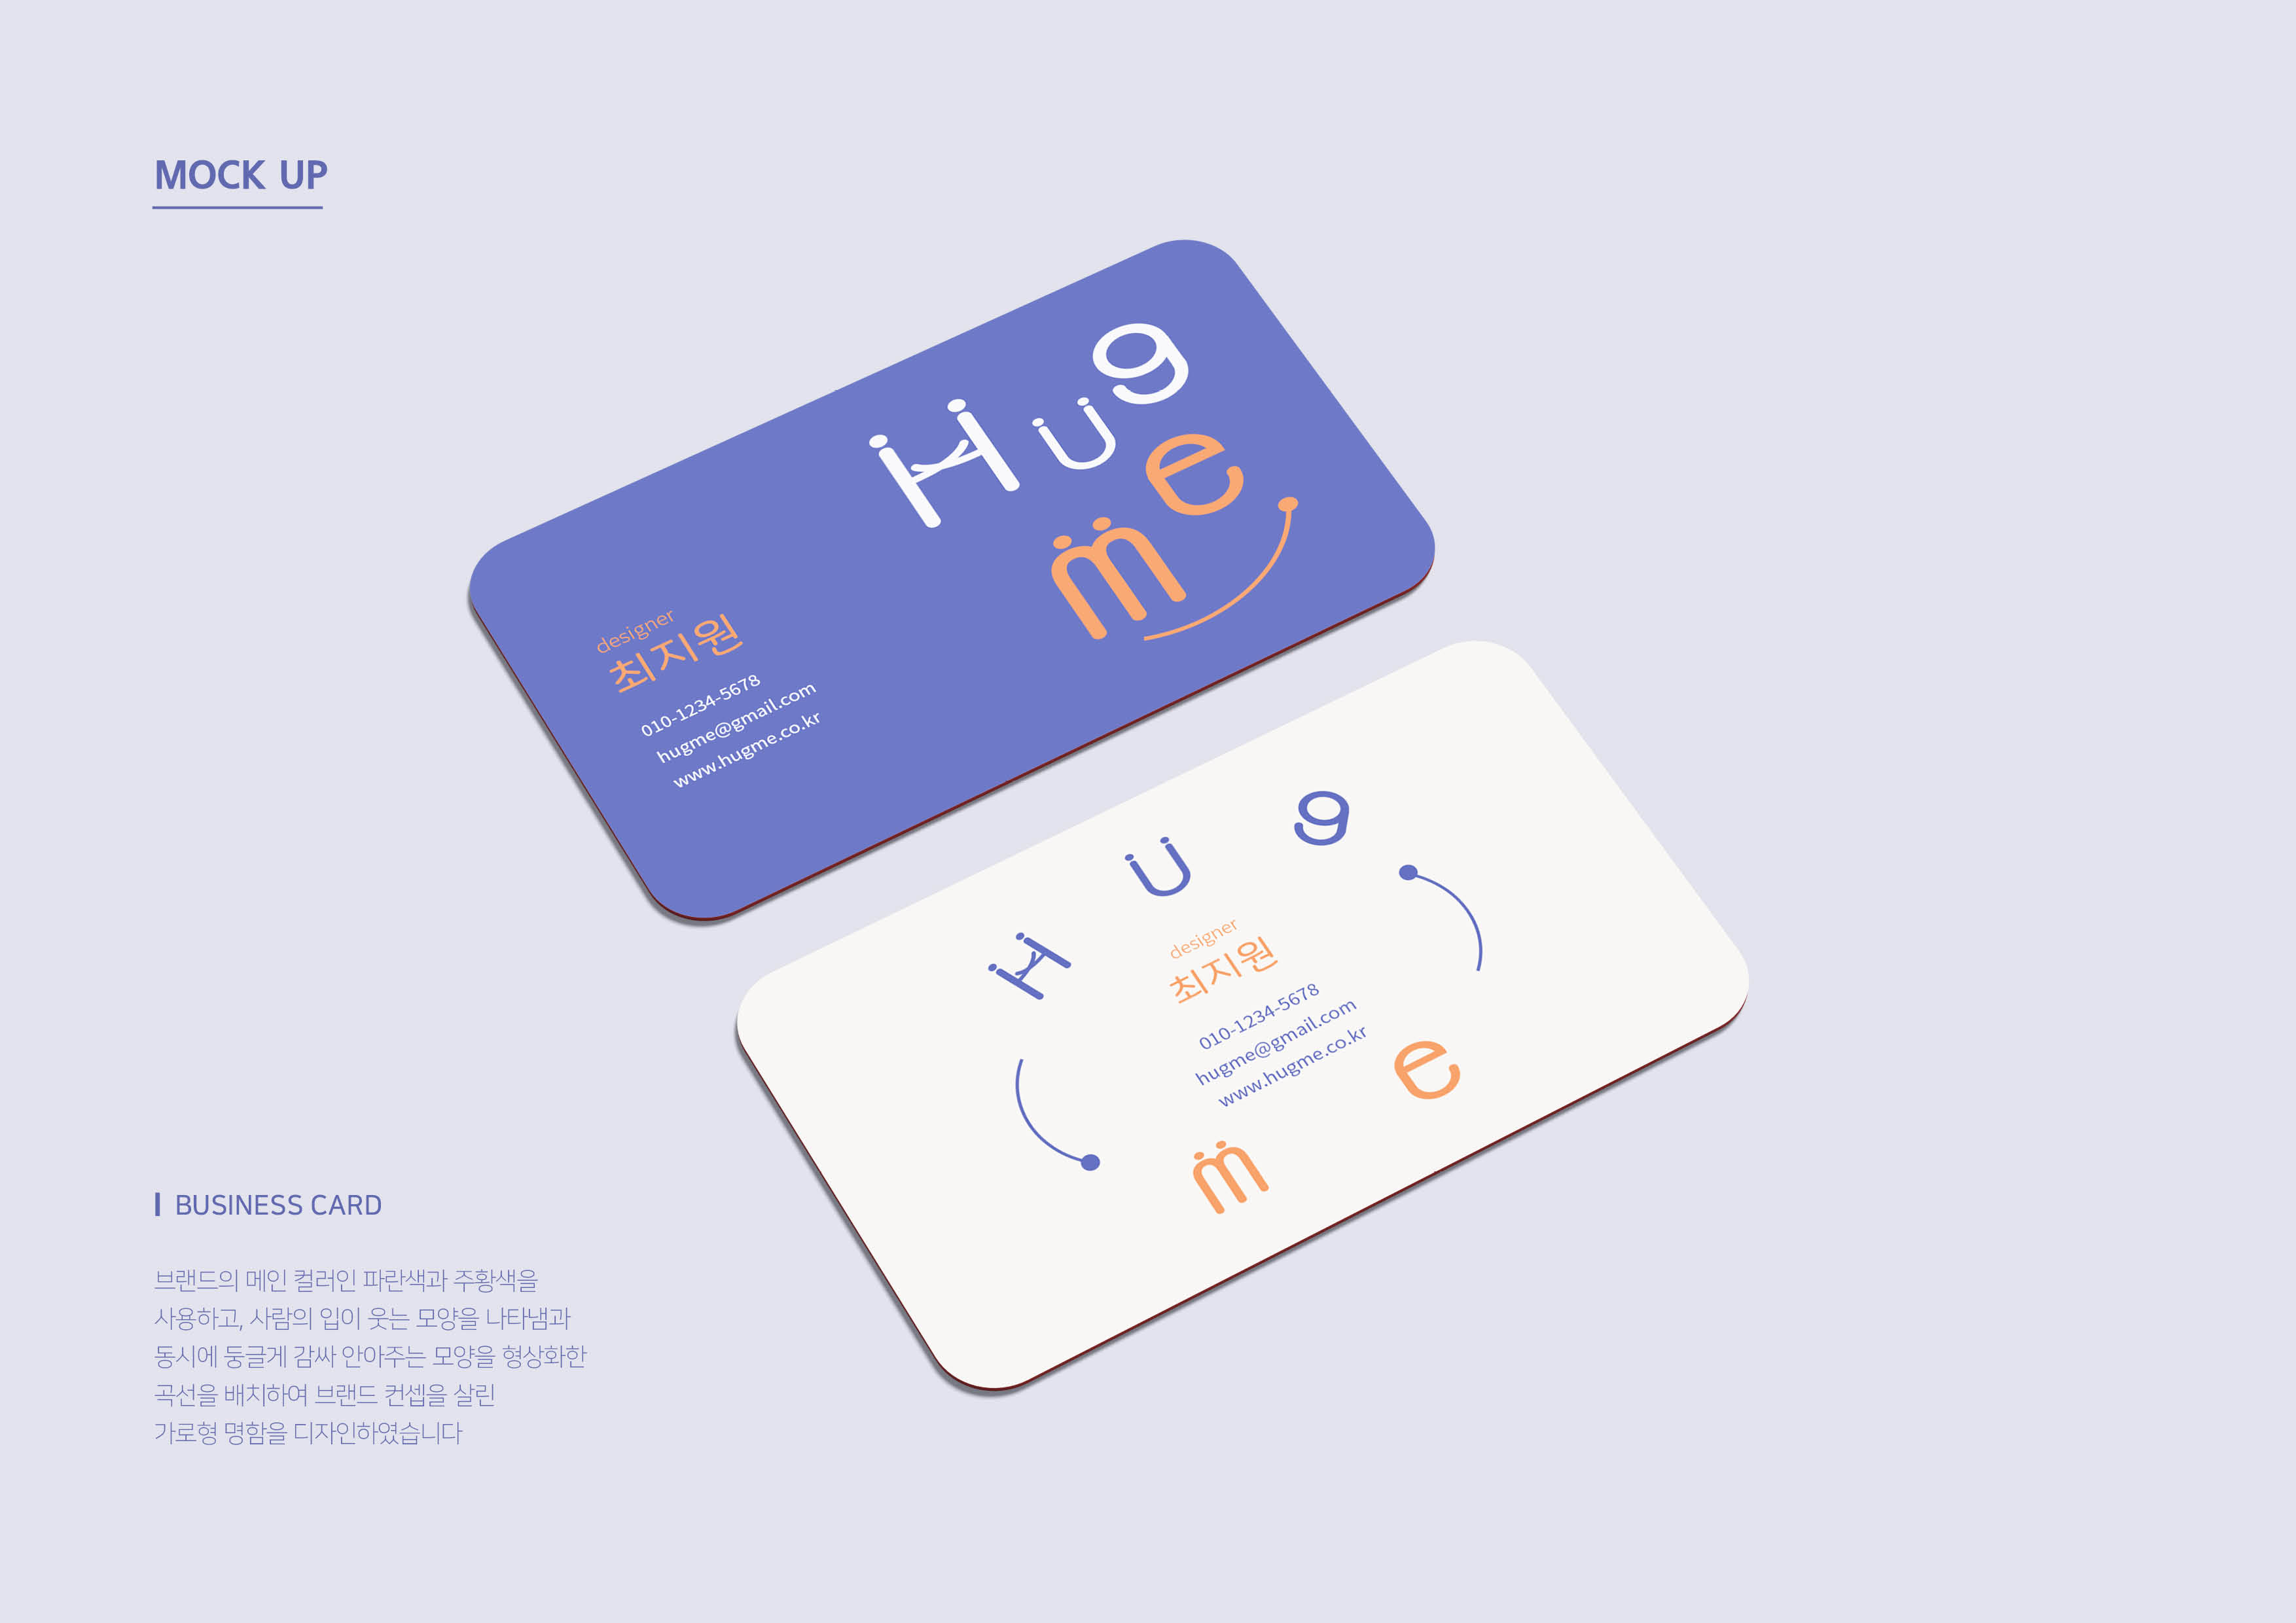 MOCK UP
Hug
me
designer
최지원
010-1234-5678
hugme@gmail.com
www.hugme.co.kr
H u g
designer
최지원
010-1234-5678
hugme@gmail.com
www.hugme.co.kr
m e
BUSINESS CARD
브랜드의 메인 컬러인 파란색과 주황색을
사용하고, 사람의 입이 웃는 모양을 나타냄과
동시에 둥글게 감싸 안아주는 모양을 형상화한
곡선을 배치하여 브랜드 컨셉을 살린
가로형 명함을 디자인하였습니다